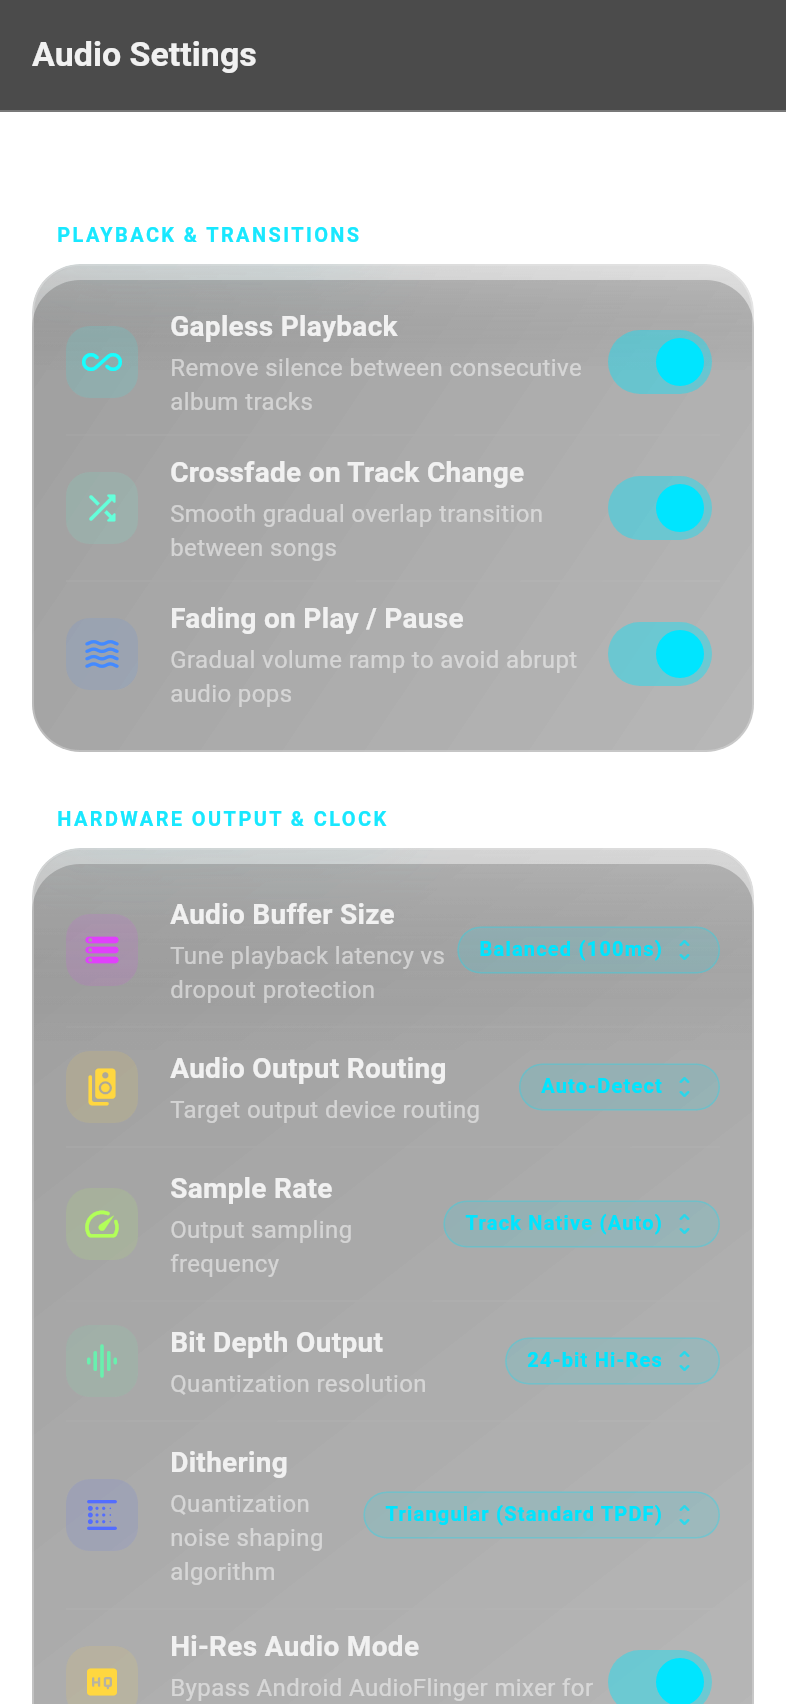 Audio Settings
PLAYBACK & TRANSITIONS
Gapless Playback
Remove silence between consecutive
album tracks
Crossfade on Track Change
Smooth gradual overlap transition
between songs
Fading on Play / Pause
Gradual volume ramp to avoid abrupt
audio pops
HARDWARE OUTPUT & CLOCK
Audio Buffer Size
Tune playback latency vs
dropout protection
Balanced (100ms)
Audio Output Routing
Target output device routing
Auto-Detect
Sample Rate
Output sampling
frequency
Track Native (Auto)
Bit Depth Output
Quantization resolution
24-bit Hi-Res
Dithering
Quantization
noise shaping
algorithm
Triangular (Standard TPDF)
HQ
Hi-Res Audio Mode
Bypass Android AudioFlinger mixer for